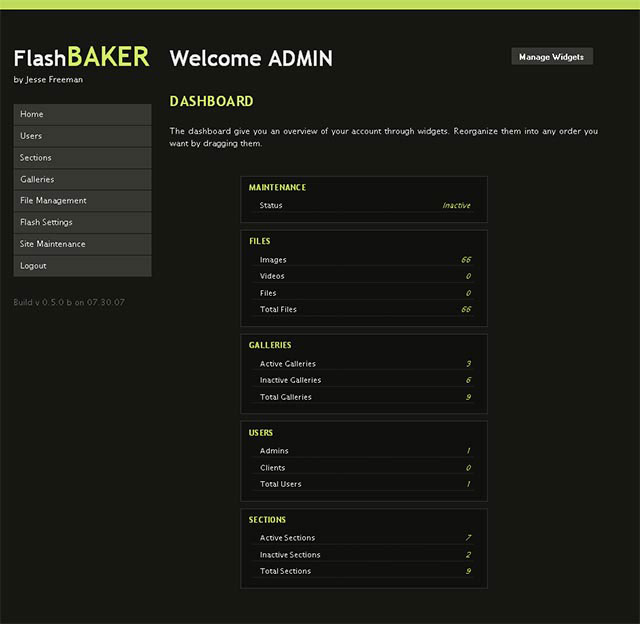 FlashBAKER
by Jesse Freeman
Home
Users
Sections
Galleries
File Management
Flash Settings
Site Maintenance
Logout
Build v 0.5.0 b on 07.30.07
Welcome ADMIN
Manage Widgets
DASHBOARD
The dashboard give you an overview of your account through widgets. Reorganize them into any order you
want by dragging them.
MAINTENANCE
Status Inactive
FILES
Images 66
Videos 0
Files 0
Total Files 66
GALLERIES
Active Galleries 3
Inactive Galleries 6
Total Galleries 9
USERS
Admins 1
Clients 0
Total Users 1
SECTIONS
Active Sections 7
Inactive Sections 2
Total Sections 9